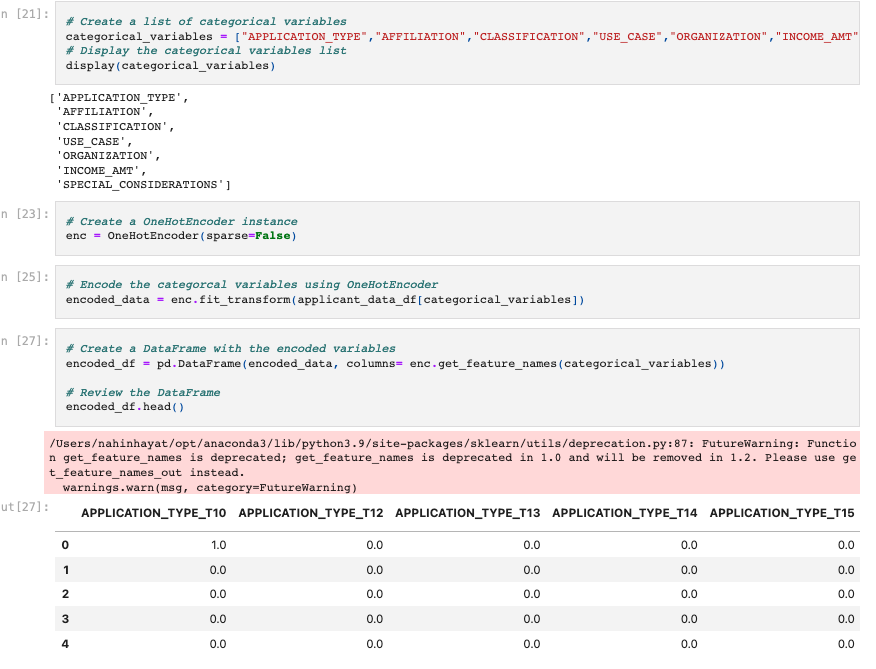 n [21]:
# Create a list of categorical variables
categorical_variables = ["APPLICATION_TYPE","AFFILIATION","CLASSIFICATION","USE_CASE","ORGANIZATION","INCOME_AMT"
# Display the categorical variables list
display(categorical_variables)
['APPLICATION_TYPE',
'AFFILIATION',
'CLASSIFICATION',
'USE_CASE',
'ORGANIZATION',
'INCOME_AMT',
'SPECIAL_CONSIDERATIONS']
n [23]:
# Create a OneHotEncoder instance
enc = OneHotEncoder(sparse=False)
n [25]:
# Encode the categorcal variables using OneHotEncoder
encoded_data = enc.fit_transform(applicant_data_df[categorical_variables])
n [27]:
# Create a DataFrame with the encoded variables
encoded_df = pd.DataFrame(encoded_data, columns= enc.get_feature_names(categorical_variables))
# Review the DataFrame
encoded_df.head()
/Users/nahinhayat/opt/anaconda3/lib/python3.9/site-packages/sklearn/utils/deprecation.py:87: FutureWarning: Functio
n get_feature_names is deprecated; get_feature_names is deprecated in 1.0 and will be removed in 1.2. Please use ge
t_feature_names_out instead.
warnings.warn(msg, category=FutureWarning)
ut[27]:
APPLICATION_TYPE_T10 APPLICATION_TYPE_T12 APPLICATION_TYPE_T13 APPLICATION_TYPE_T14 APPLICATION_TYPE_T15
0 1.0 0.0 0.0 0.0 0.0
1 0.0 0.0 0.0 0.0 0.0
2 0.0 0.0 0.0 0.0 0.0
3 0.0 0.0 0.0 0.0 0.0
4 0.0 0.0 0.0 0.0 0.0